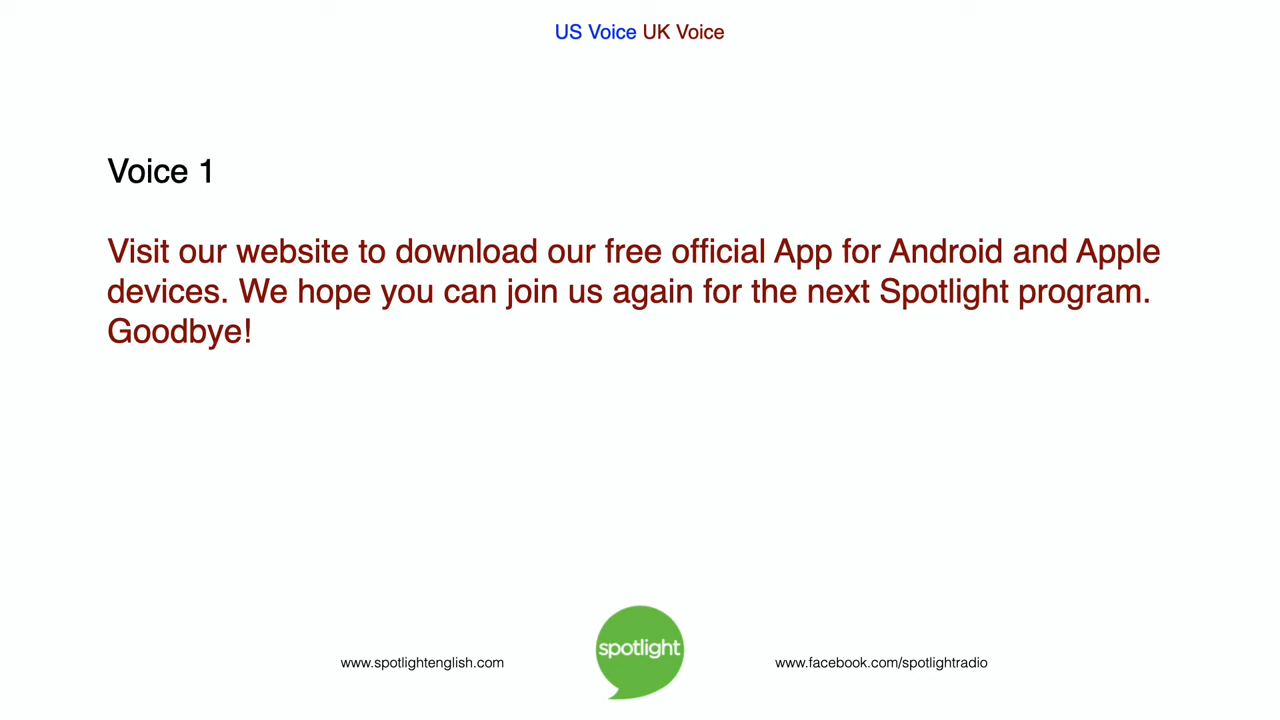 US Voice UK Voice
Voice 1
Visit our website to download our free official App for Android and Apple
devices. We hope you can join us again for the next Spotlight program.
Goodbye!
spotlight
www.spotlightenglish.com
www.facebook.com/spotlightradio